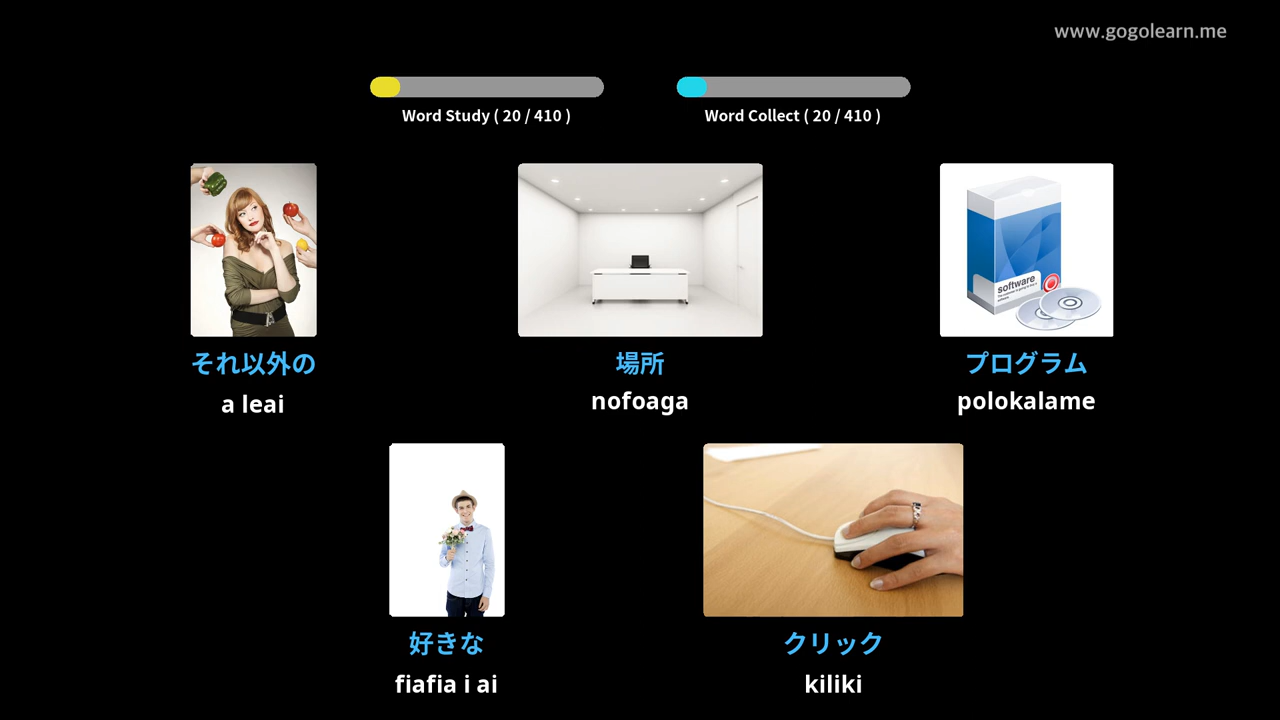 www.gogolearn.me
Word Study ( 20 / 410 )
Word Collect ( 20 / 410 )
software
それ以外の
a leai
場所
nofoaga
プログラム
polokalame
好きな
fiafia i ai
クリック
kiliki